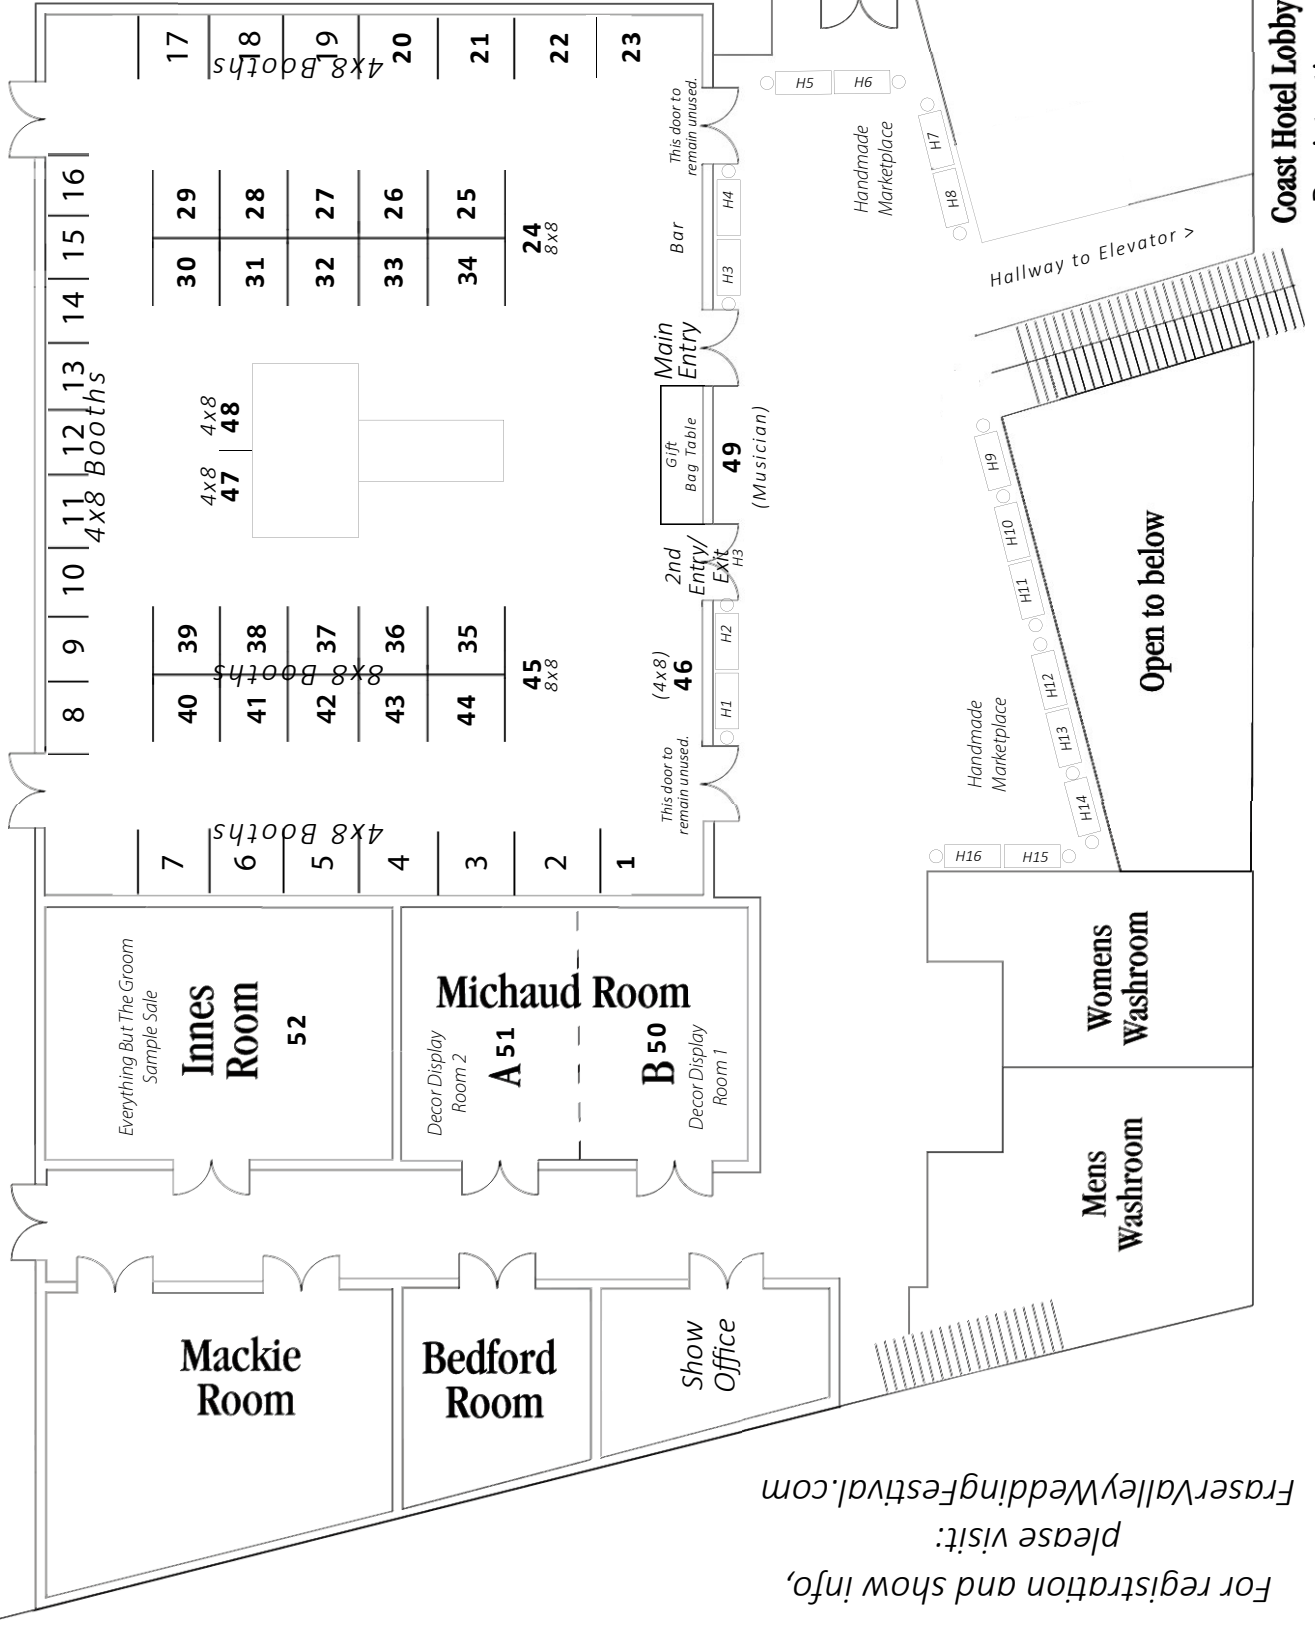 17
18
19
20
21
22
23
4x8 Booths
This door to
remain unused.
H5
H6
Handmade
Marketplace
H7
H8
Coast Hotel Lobby
16
15
14
13
12
11
10
9
8
4x8 Booths
29
28
27
26
25
30
31
32
33
34
24
8x8
Bar
H4
H3
Hallway to Elevator >
Main
Entry
4x8
48
4x8
47
Gift
Bag Table
49
(Musician)
2nd
Entry/
Exit
H3
H9
H10
H11
H12
H13
H14
H16
H15
Open to below
Handmade
Marketplace
39
38
37
36
35
8x8 Booths
40
41
42
43
44
45
8x8
(4x8)
46
H2
H1
This door to
remain unused.
4x8 Booths
7
6
5
4
3
2
1
Everything But The Groom
Sample Sale
Innes
Room
52
Michaud Room
Decor Display
Room 2
A 51
B 50
Decor Display
Room 1
Womens
Washroom
Mens
Washroom
Mackie
Room
Bedford
Room
Show
Office
For registration and show info,
please visit:
FraserValleyWeddingFestival.com